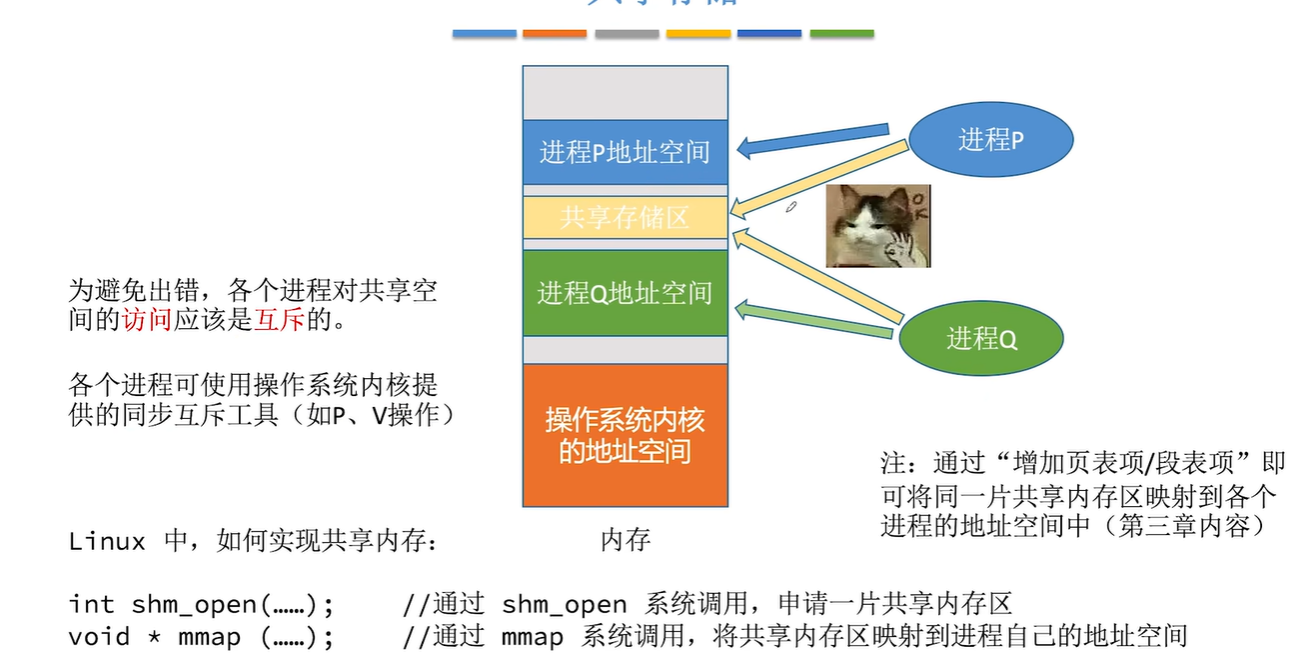 共享存储
进程P地址空间
进程P
共享存储区
OK
进程Q地址空间
进程Q
为避免出错，各个进程对共享空
间的访问应该是互斥的。
各个进程可使用操作系统内核提
供的同步互斥工具（如P、V操作）
操作系统内核
的地址空间
内存
注：通过“增加页表项/段表项”即
可将同一片共享内存区映射到各个
进程的地址空间中（第三章内容）
Linux 中，如何实现共享内存：
int shm_open(……); //通过 shm_open 系统调用，申请一片共享内存区
void * mmap (……); //通过 mmap 系统调用，将共享内存区映射到进程自己的地址空间